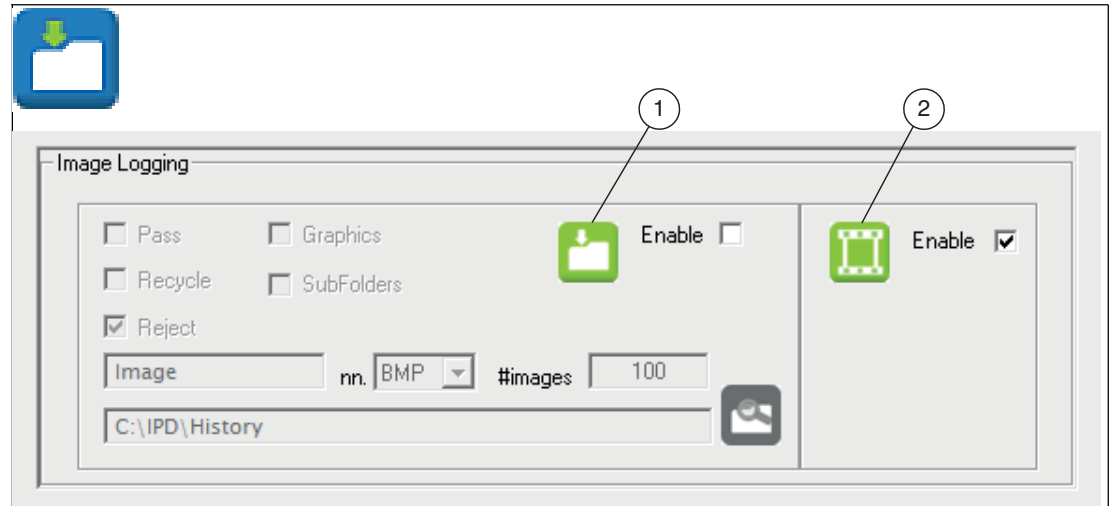 1 2
Image Logging
Pass Graphics Enable Enable
Recycle SubFolders
Reject
Image nn. BMP #images 100
C:\IPD\History